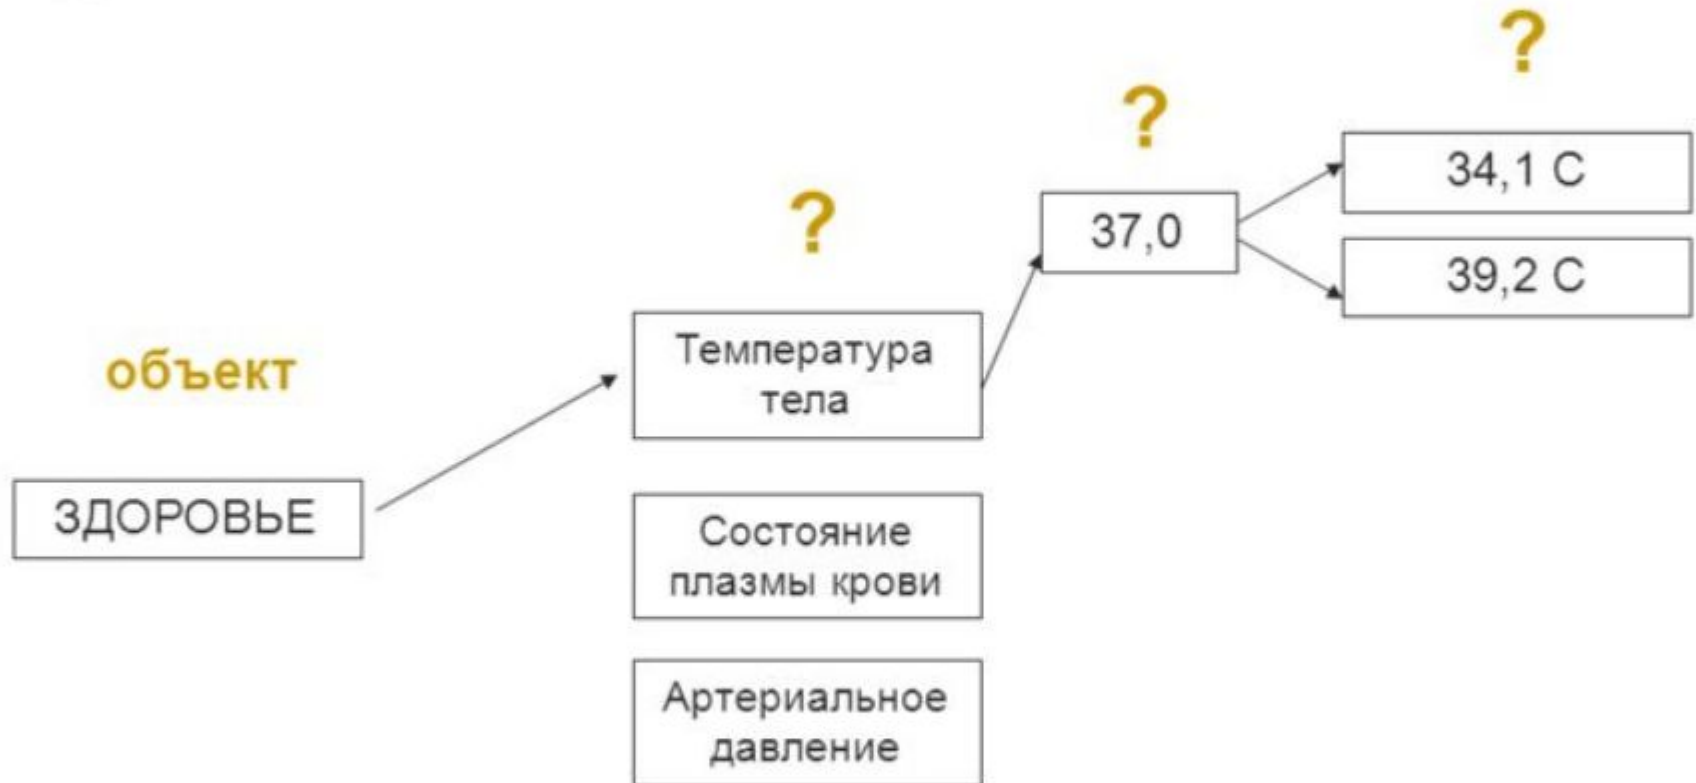 ?
?
34,1 С
?
37,0
39,2 С
объект
Температура
тела
ЗДОРОВЬЕ
Состояние
плазмы крови
Артериальное
давление